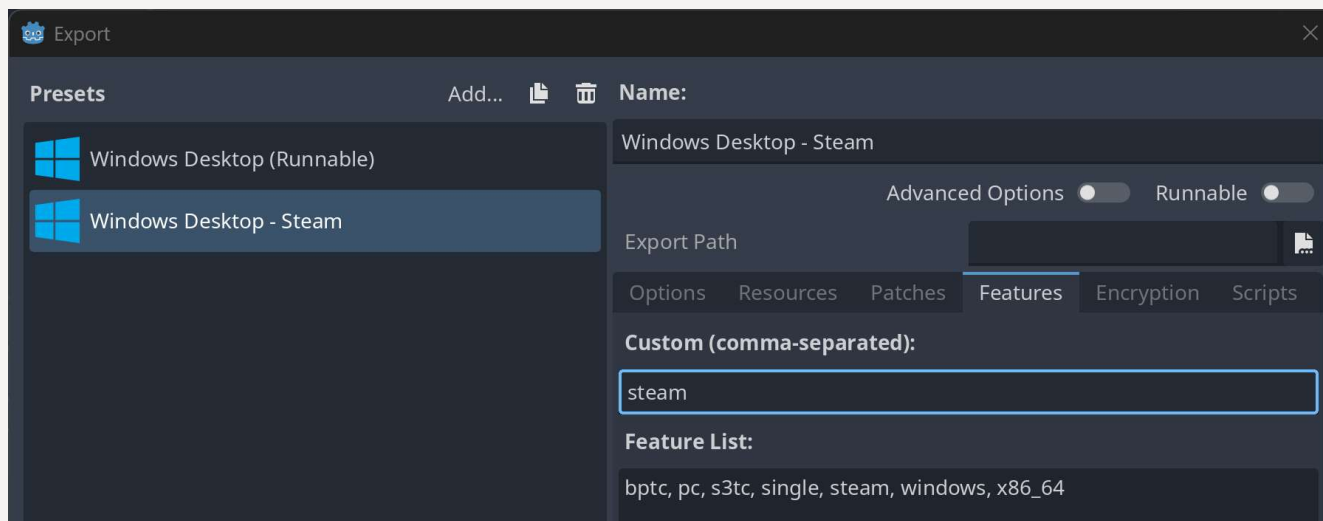 Export
Presets
Add...
Windows Desktop (Runnable)
Windows Desktop - Steam
Name:
Windows Desktop - Steam
Advanced Options
Runnable
Export Path
Options Resources Patches Features Encryption Scripts
Custom (comma-separated):
steam
Feature List:
bptc, pc, s3tc, single, steam, windows, x86_64